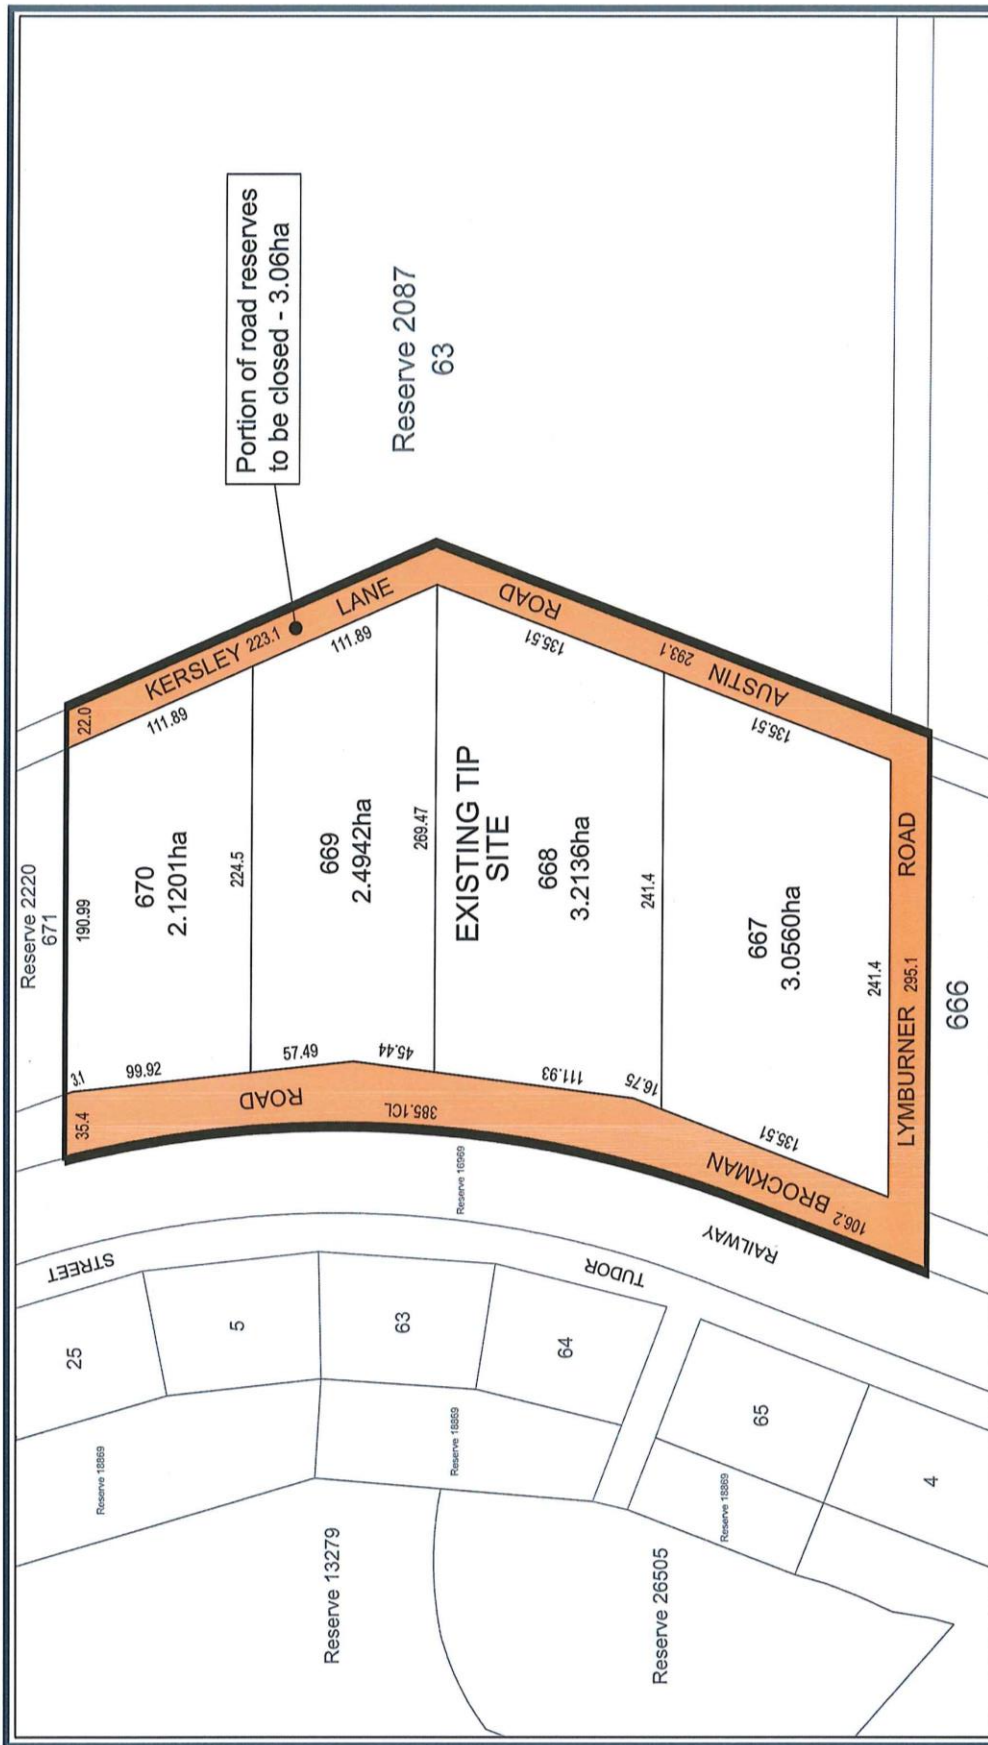 Portion of road reserves
to be closed - 3.06ha
Reserve 2087
63
Reserve 2220
671
22.0
KERSLEY 223.1
LANE
111.89
111.89
190.99
670
2.1201ha
224.5
669
2.4942ha
269.47
EXISTING TIP
SITE
668
3.2136ha
241.4
667
3.0560ha
241.4
ROAD
AUSTIN
293.1
135.51
135.51
LYMBURNER
ROAD
295.1
666
3.1
35.4
99.92
57.49
45.44
111.93
16.75
135.51
BROCKMAN
ROAD
385.1CL
106.2
Reserve 16969
RAILWAY
TUDOR
STREET
25
5
63
64
65
4
Reserve 18869
Reserve 18869
Reserve 18869
Reserve 13279
Reserve 26505